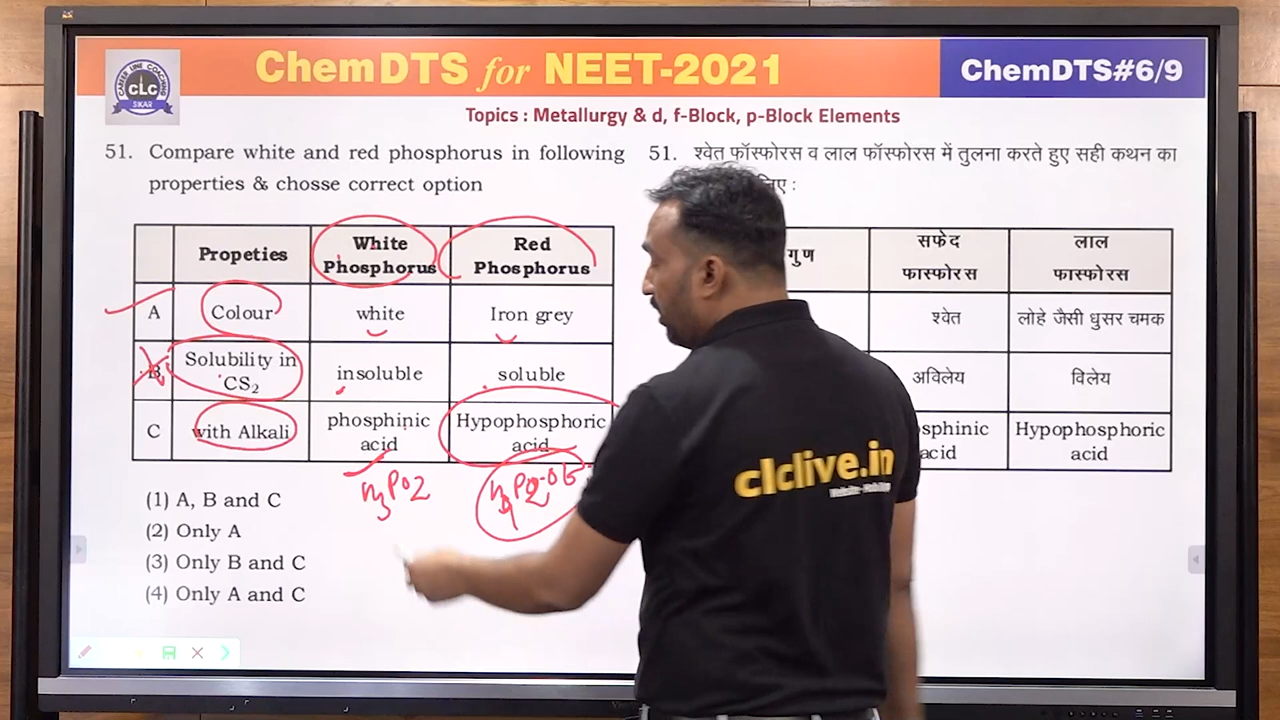 ChemDTS for NEET-2021
ChemDTS#6/9
CAREER LINE COACHING
CLC
SIKAR
Topics : Metallurgy & d, f-Block, p-Block Elements
51. Compare white and red phosphorus in following
properties & chosse correct option
Propeties White Phosphorus Red Phosphorus
A Colour white Iron grey
B Solubility in CS2 insoluble soluble
C with Alkali phosphinic acid Hypophosphoric acid
H3PO2
(1) A, B and C
(2) Only A
(3) Only B and C
(4) Only A and C
51. श्वेत फॉस्फोरस व लाल फॉस्फोरस में तुलना करते हुए सही कथन का
गुण सफेद फास्फोरस लाल फास्फोरस
श्वेत लोहे जैसी धुसर चमक
अविलेय विलेय
acid Hypophosphoric acid
clclive.in